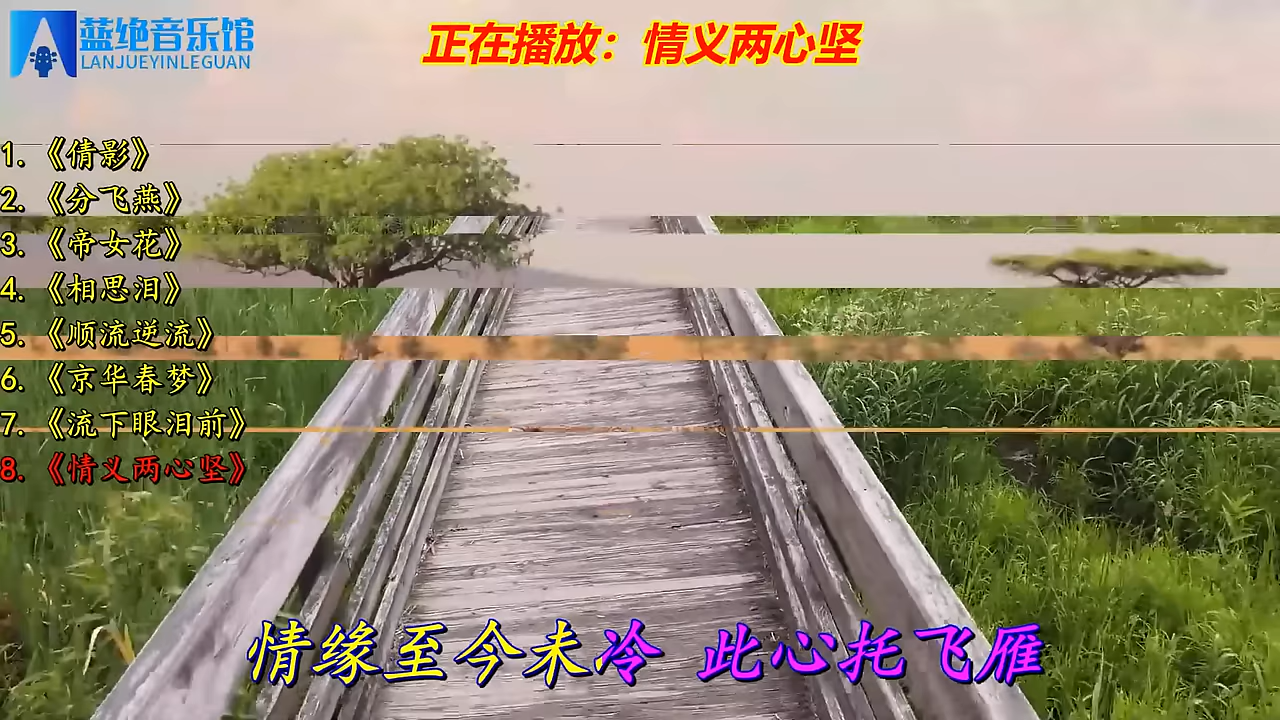 蓝绝音乐馆
LANJUEYINLEGUAN
正在播放：情义两心坚
1.《倩影》
2.《分飞燕》
3.《帝女花》
4.《相思泪》
5.《顺流逆流》
6.《京华春梦》
7.《流下眼泪前》
8.《情义两心坚》
情缘至今未冷 此心托飞雁